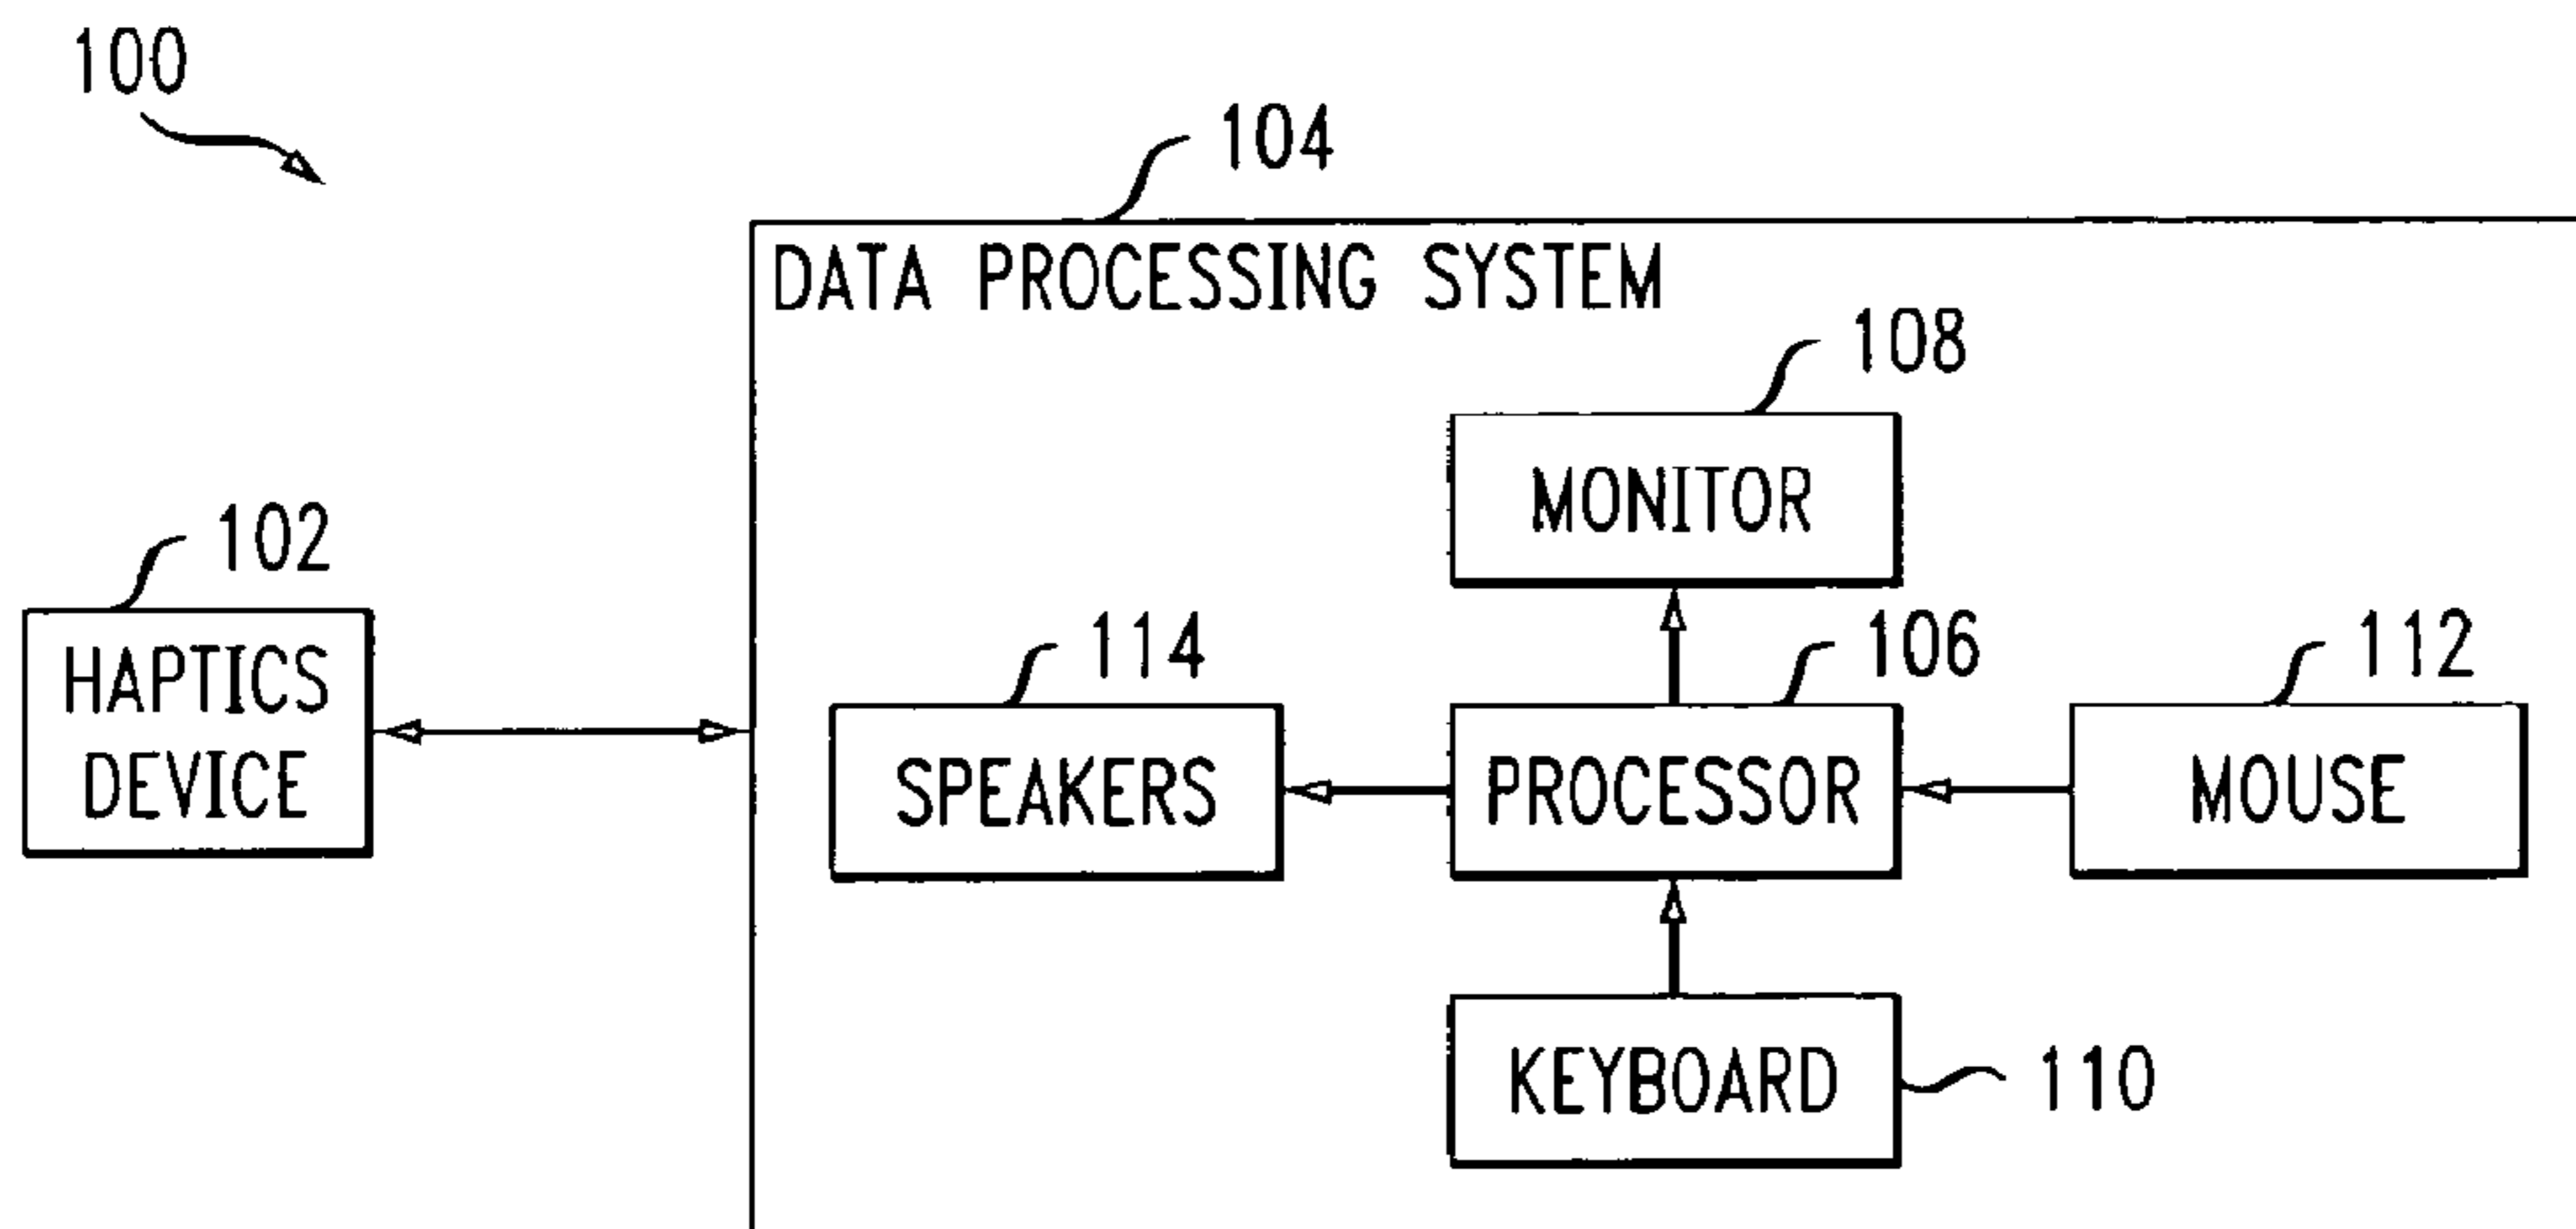 100
104
DATA PROCESSING SYSTEM
108
MONITOR
102
HAPTICS
DEVICE
114
106
112
SPEAKERS
PROCESSOR
MOUSE
KEYBOARD
110